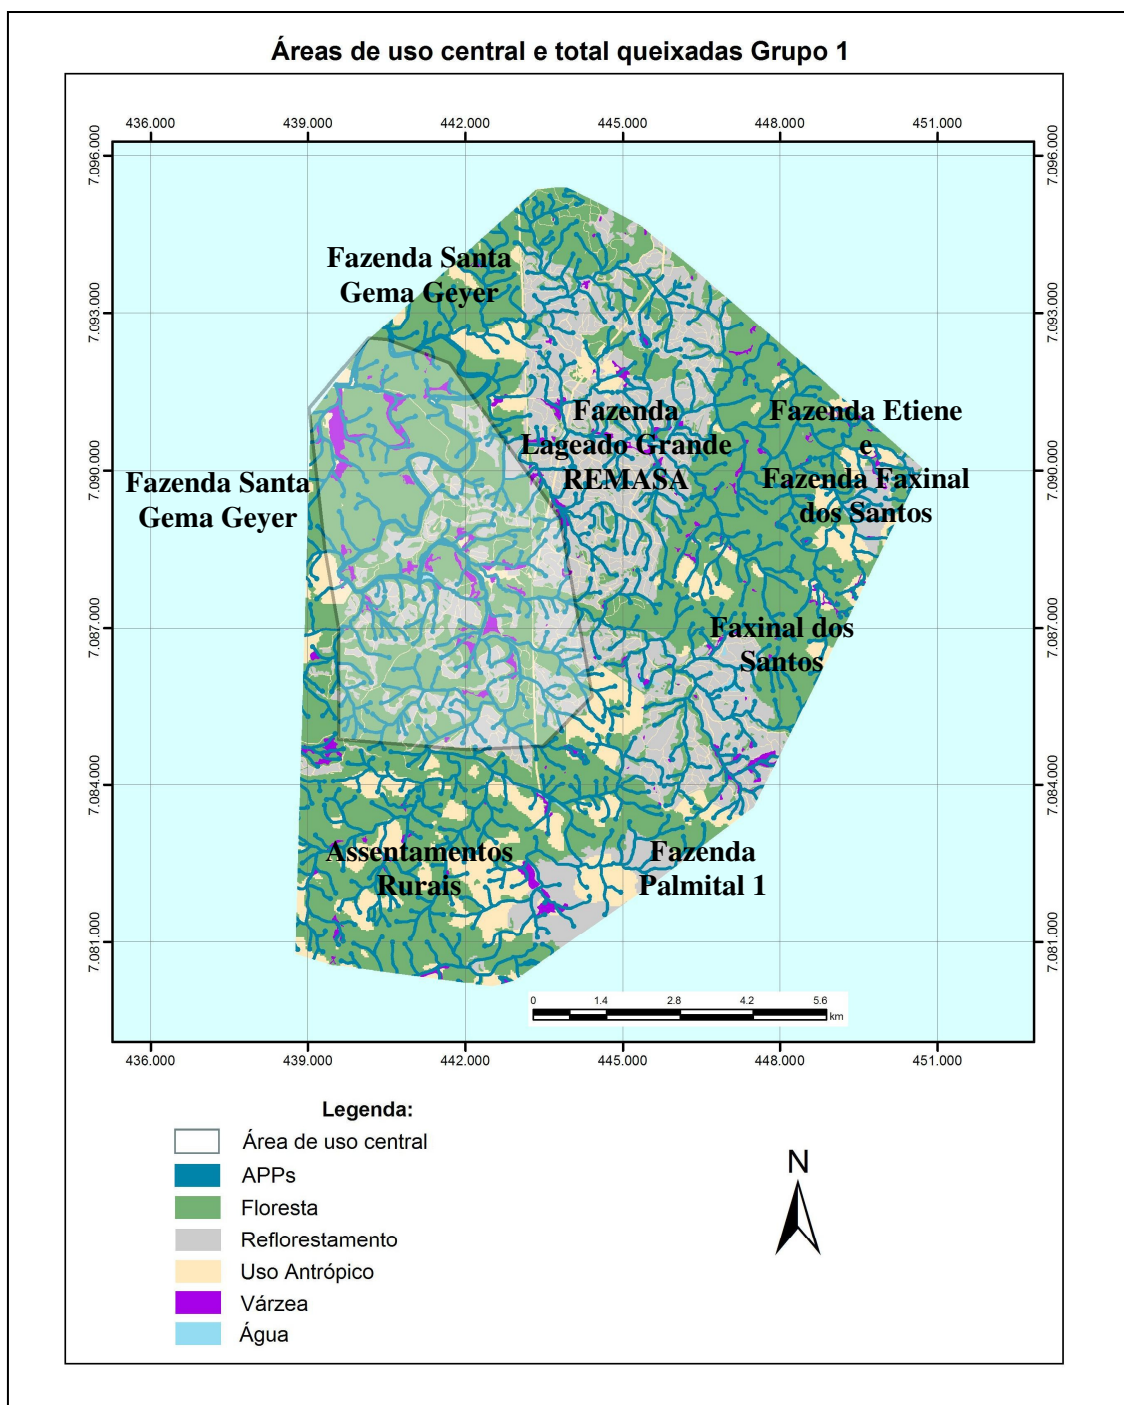 Áreas de uso central e total queixadas Grupo 1
436.000 439.000 442.000 445.000 448.000 451.000
7.096.000 7.096.000
7.093.000 7.093.000
7.090.000 7.090.000
7.087.000 7.087.000
7.084.000 7.084.000
7.081.000 7.081.000
Fazenda Santa
Gema Geyer
Fazenda
Lageado Grande
REMASA
Fazenda Etiene
e
Fazenda Faxinal
dos Santos
Fazenda Santa
Gema Geyer
Faxinal dos
Santos
Assentamentos
Rurais
Fazenda
Palmital 1
0 1.4 2.8 4.2 5.6
km
436.000 439.000 442.000 445.000 448.000 451.000
Legenda:
Área de uso central
APPs
Floresta
Reflorestamento
Uso Antrópico
Várzea
Água
N